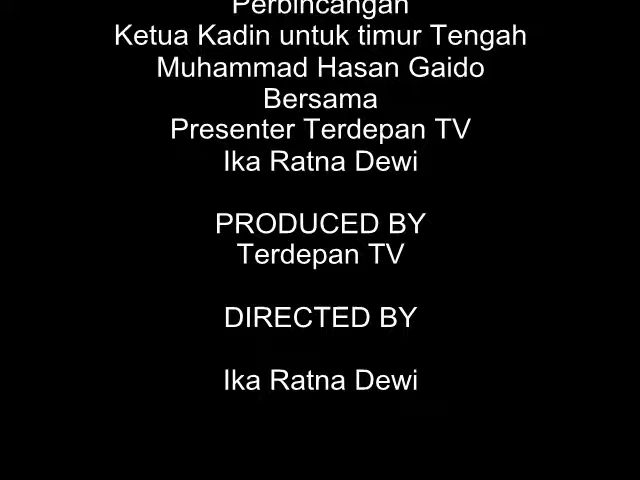 Perbincangan
Ketua Kadin untuk timur Tengah
Muhammad Hasan Gaido
Bersama
Presenter Terdepan TV
Ika Ratna Dewi
PRODUCED BY
Terdepan TV
DIRECTED BY
Ika Ratna Dewi